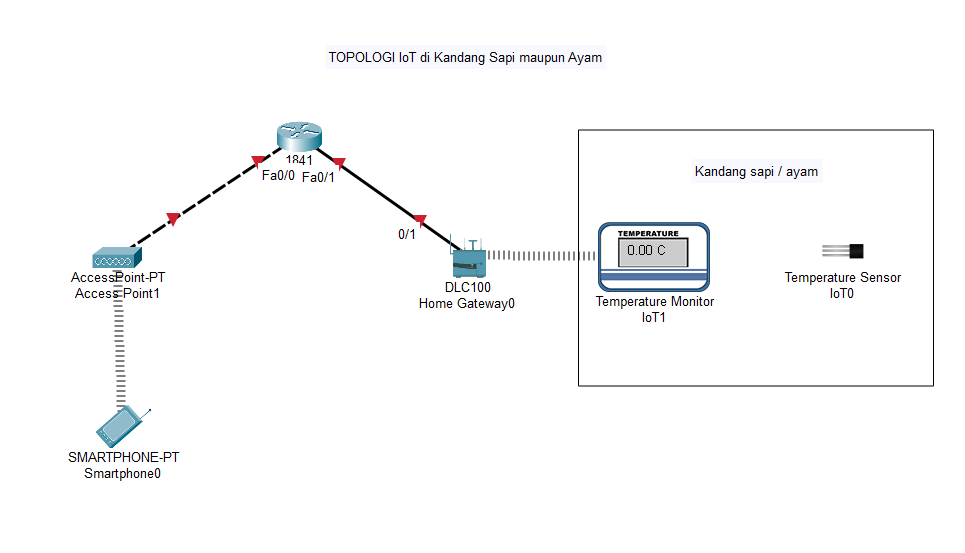 TOPOLOGI IoT di Kandang Sapi maupun Ayam
1841
Fa0/0
Fa0/1
0/1
AccessPoint-PT
Access Point1
SMARTPHONE-PT
Smartphone0
DLC100
Home Gateway0
Kandang sapi / ayam
TEMPERATURE
0.00 C
Temperature Monitor
IoT1
Temperature Sensor
IoT0